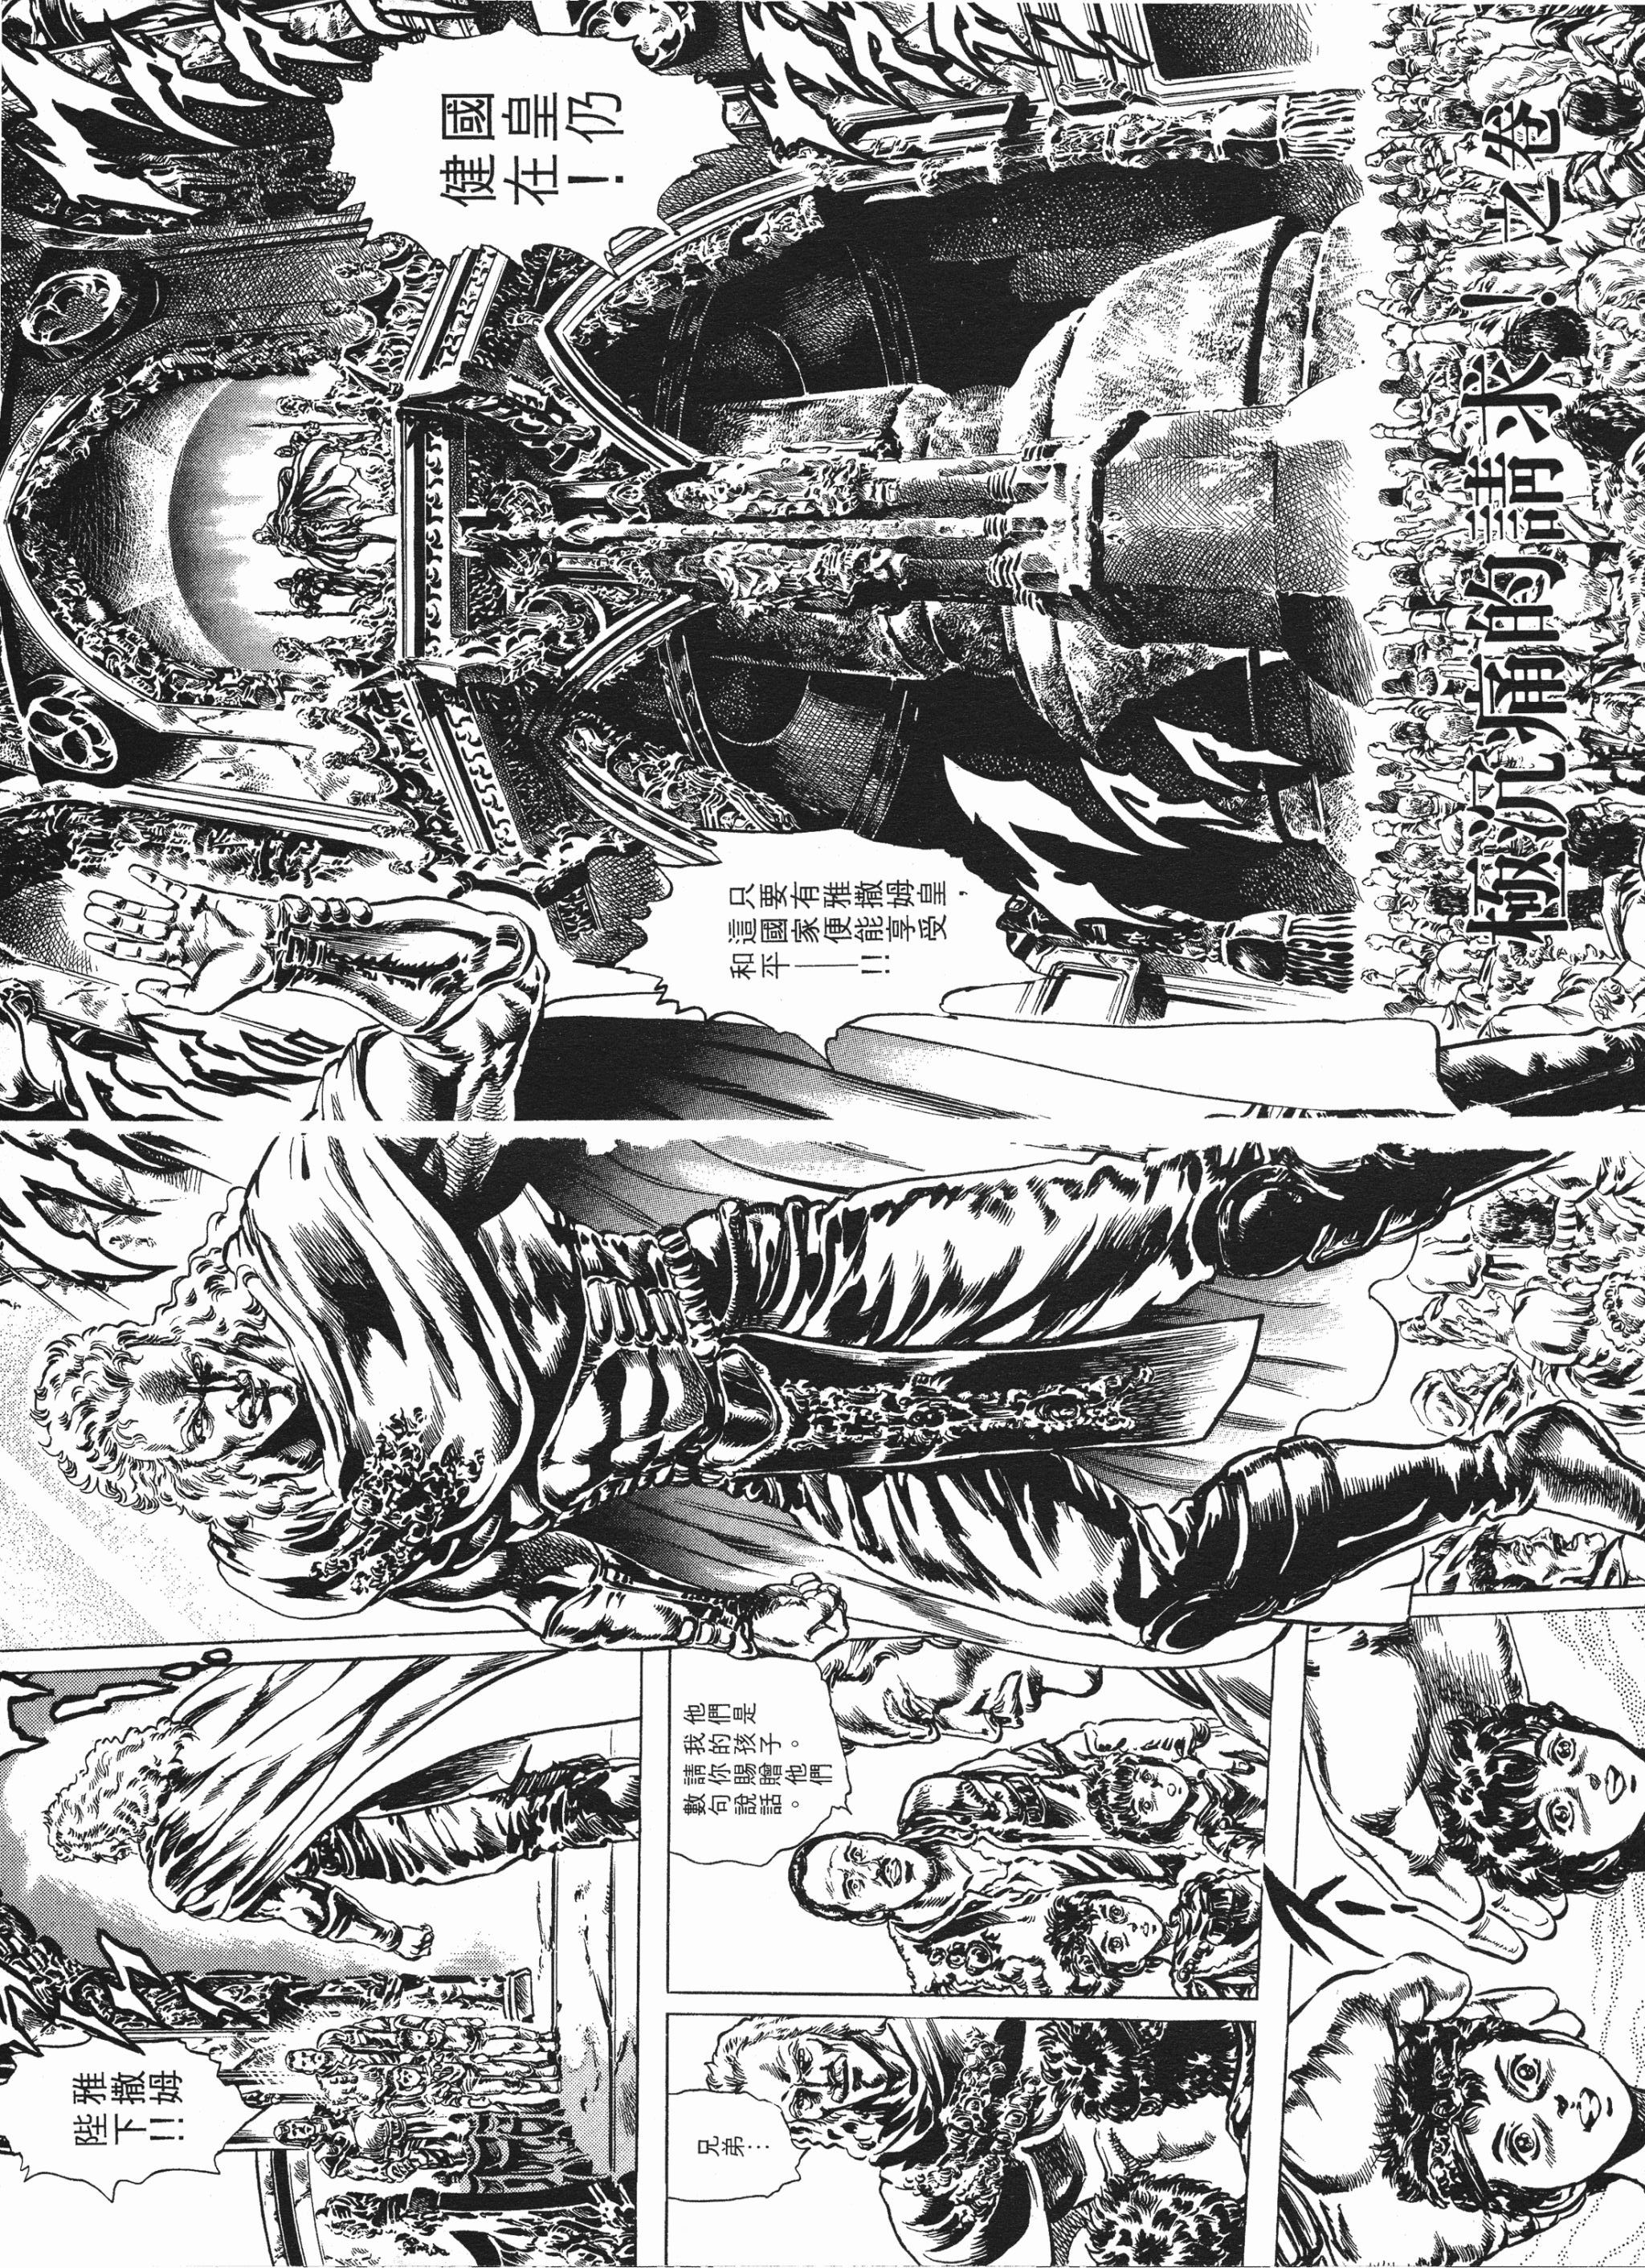 國皇仍
健在！
只要有雅撒姆皇，
這國家便能享受
和平——!!
極沉痛的請求！之卷
雅撒姆
陛下!!
他們是
我的孩子。
請你賜贈他們
數句說話。
兄弟…